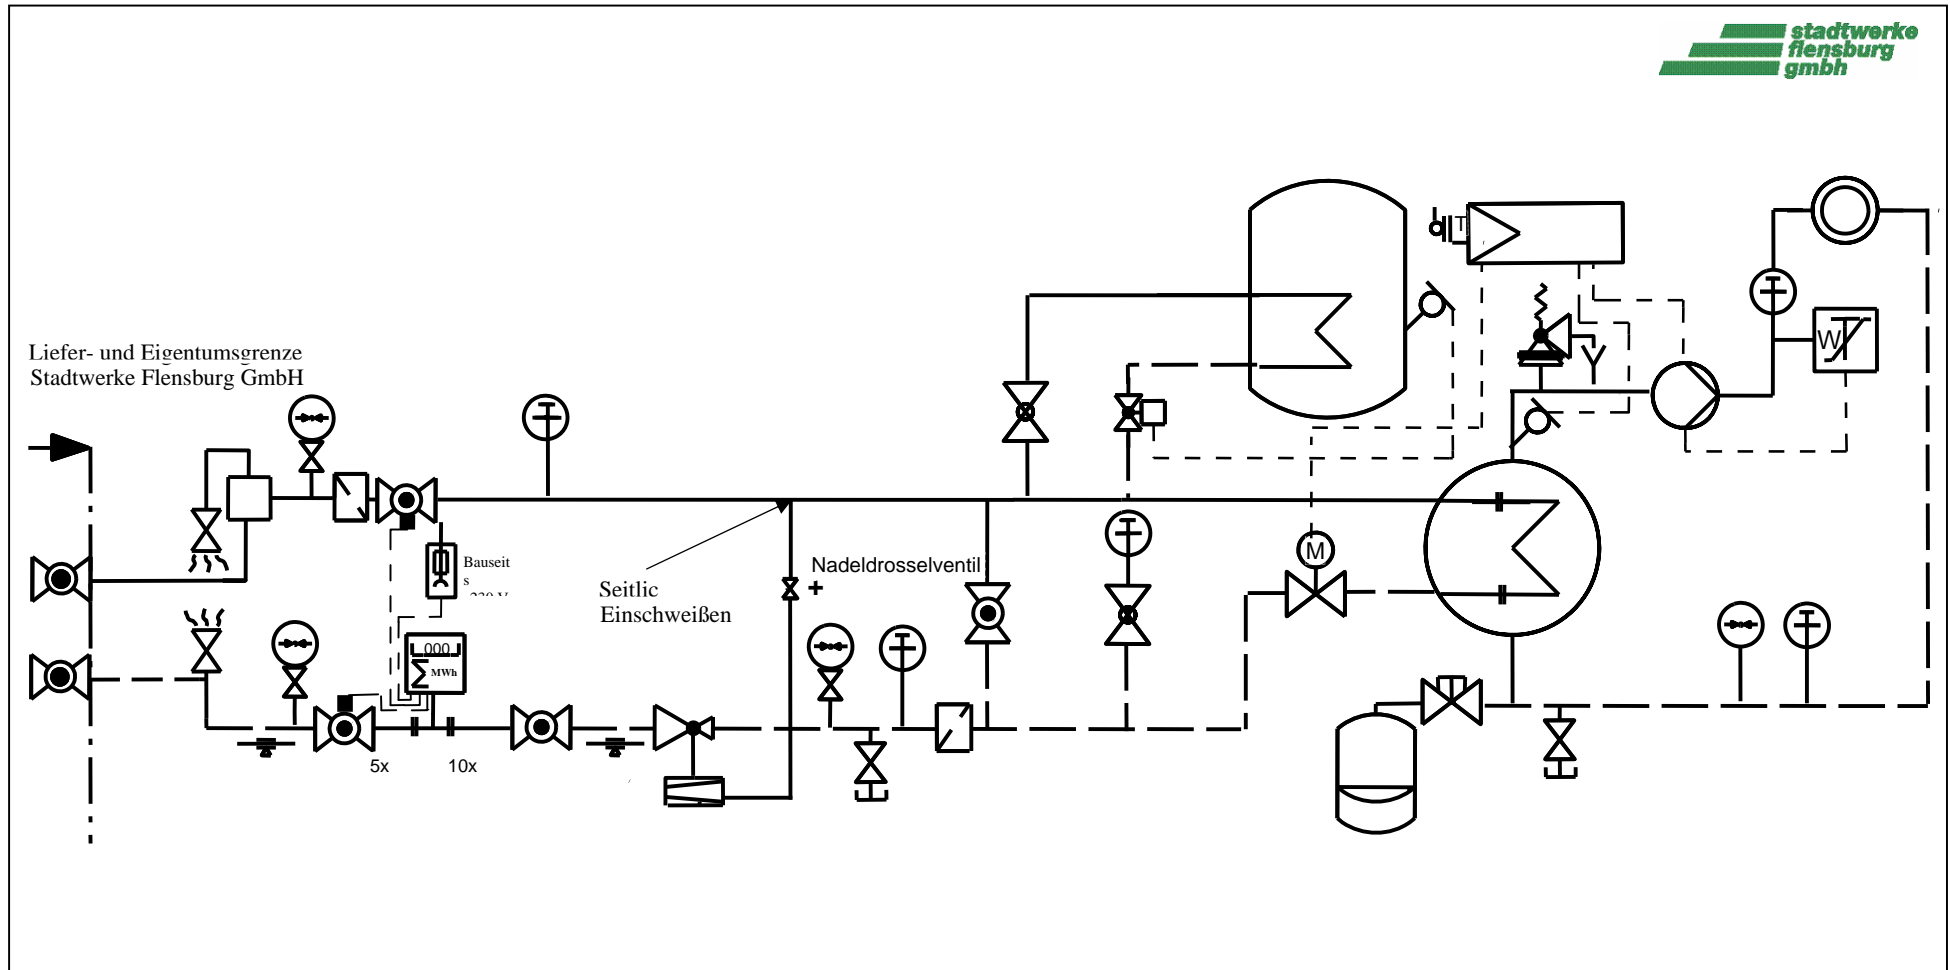 stadtwerke
flensburg
gmbh
T
Liefer- und Eigentumsgrenze
Stadtwerke Flensburg GmbH
W
Bauseit
s
Nadeldrosselventil
+
M
Seitlic
Einschweißen
000
MWh
5x
10x